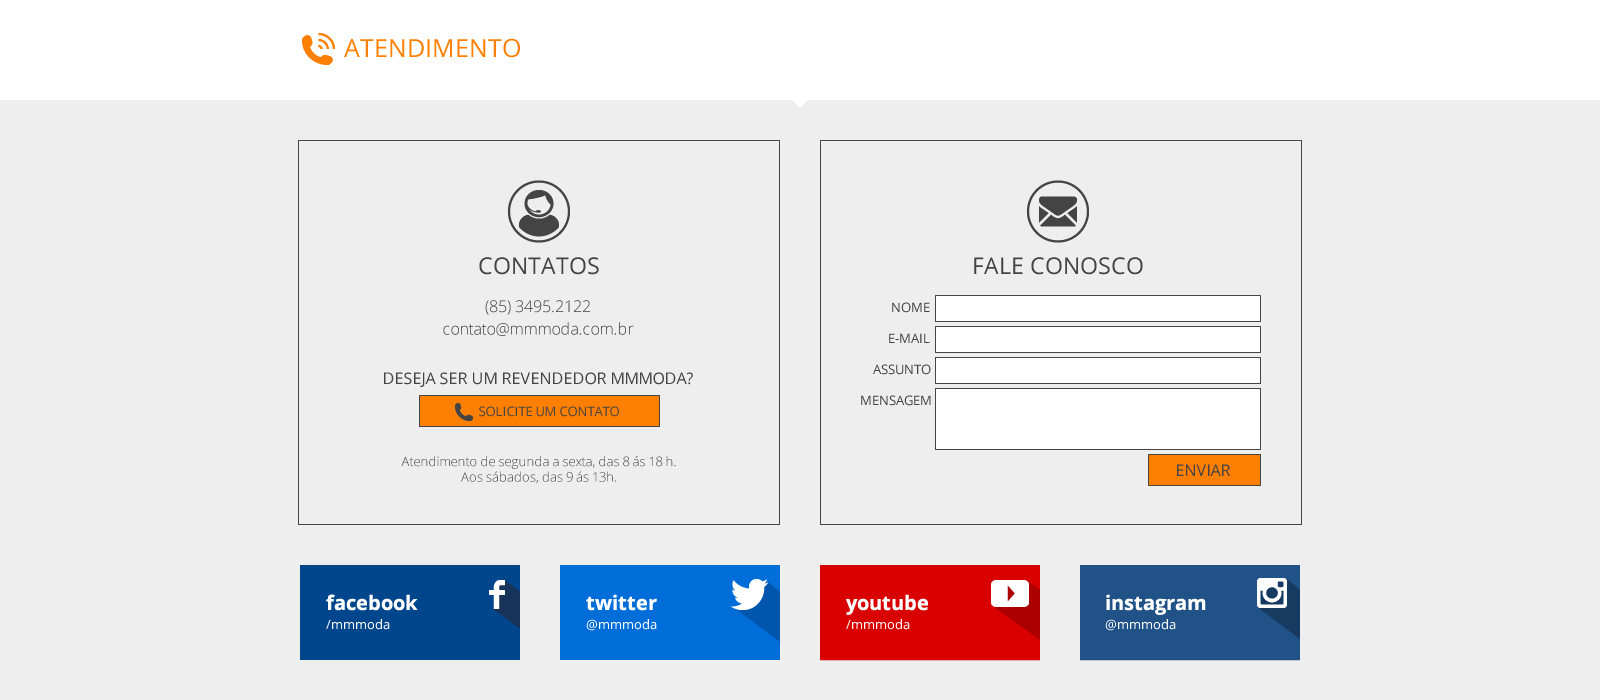 ATENDIMENTO
CONTATOS
(85) 3495.2122
contato@mmmoda.com.br
DESEJA SER UM REVENDEDOR MMMODA?
SOLICITE UM CONTATO
Atendimento de segunda a sexta, das 8 ás 18 h.
Aos sábados, das 9 ás 13h.
FALE CONOSCO
NOME
E-MAIL
ASSUNTO
MENSAGEM
ENVIAR
facebook
/mmmoda
twitter
@mmmoda
youtube
/mmmoda
instagram
@mmmoda